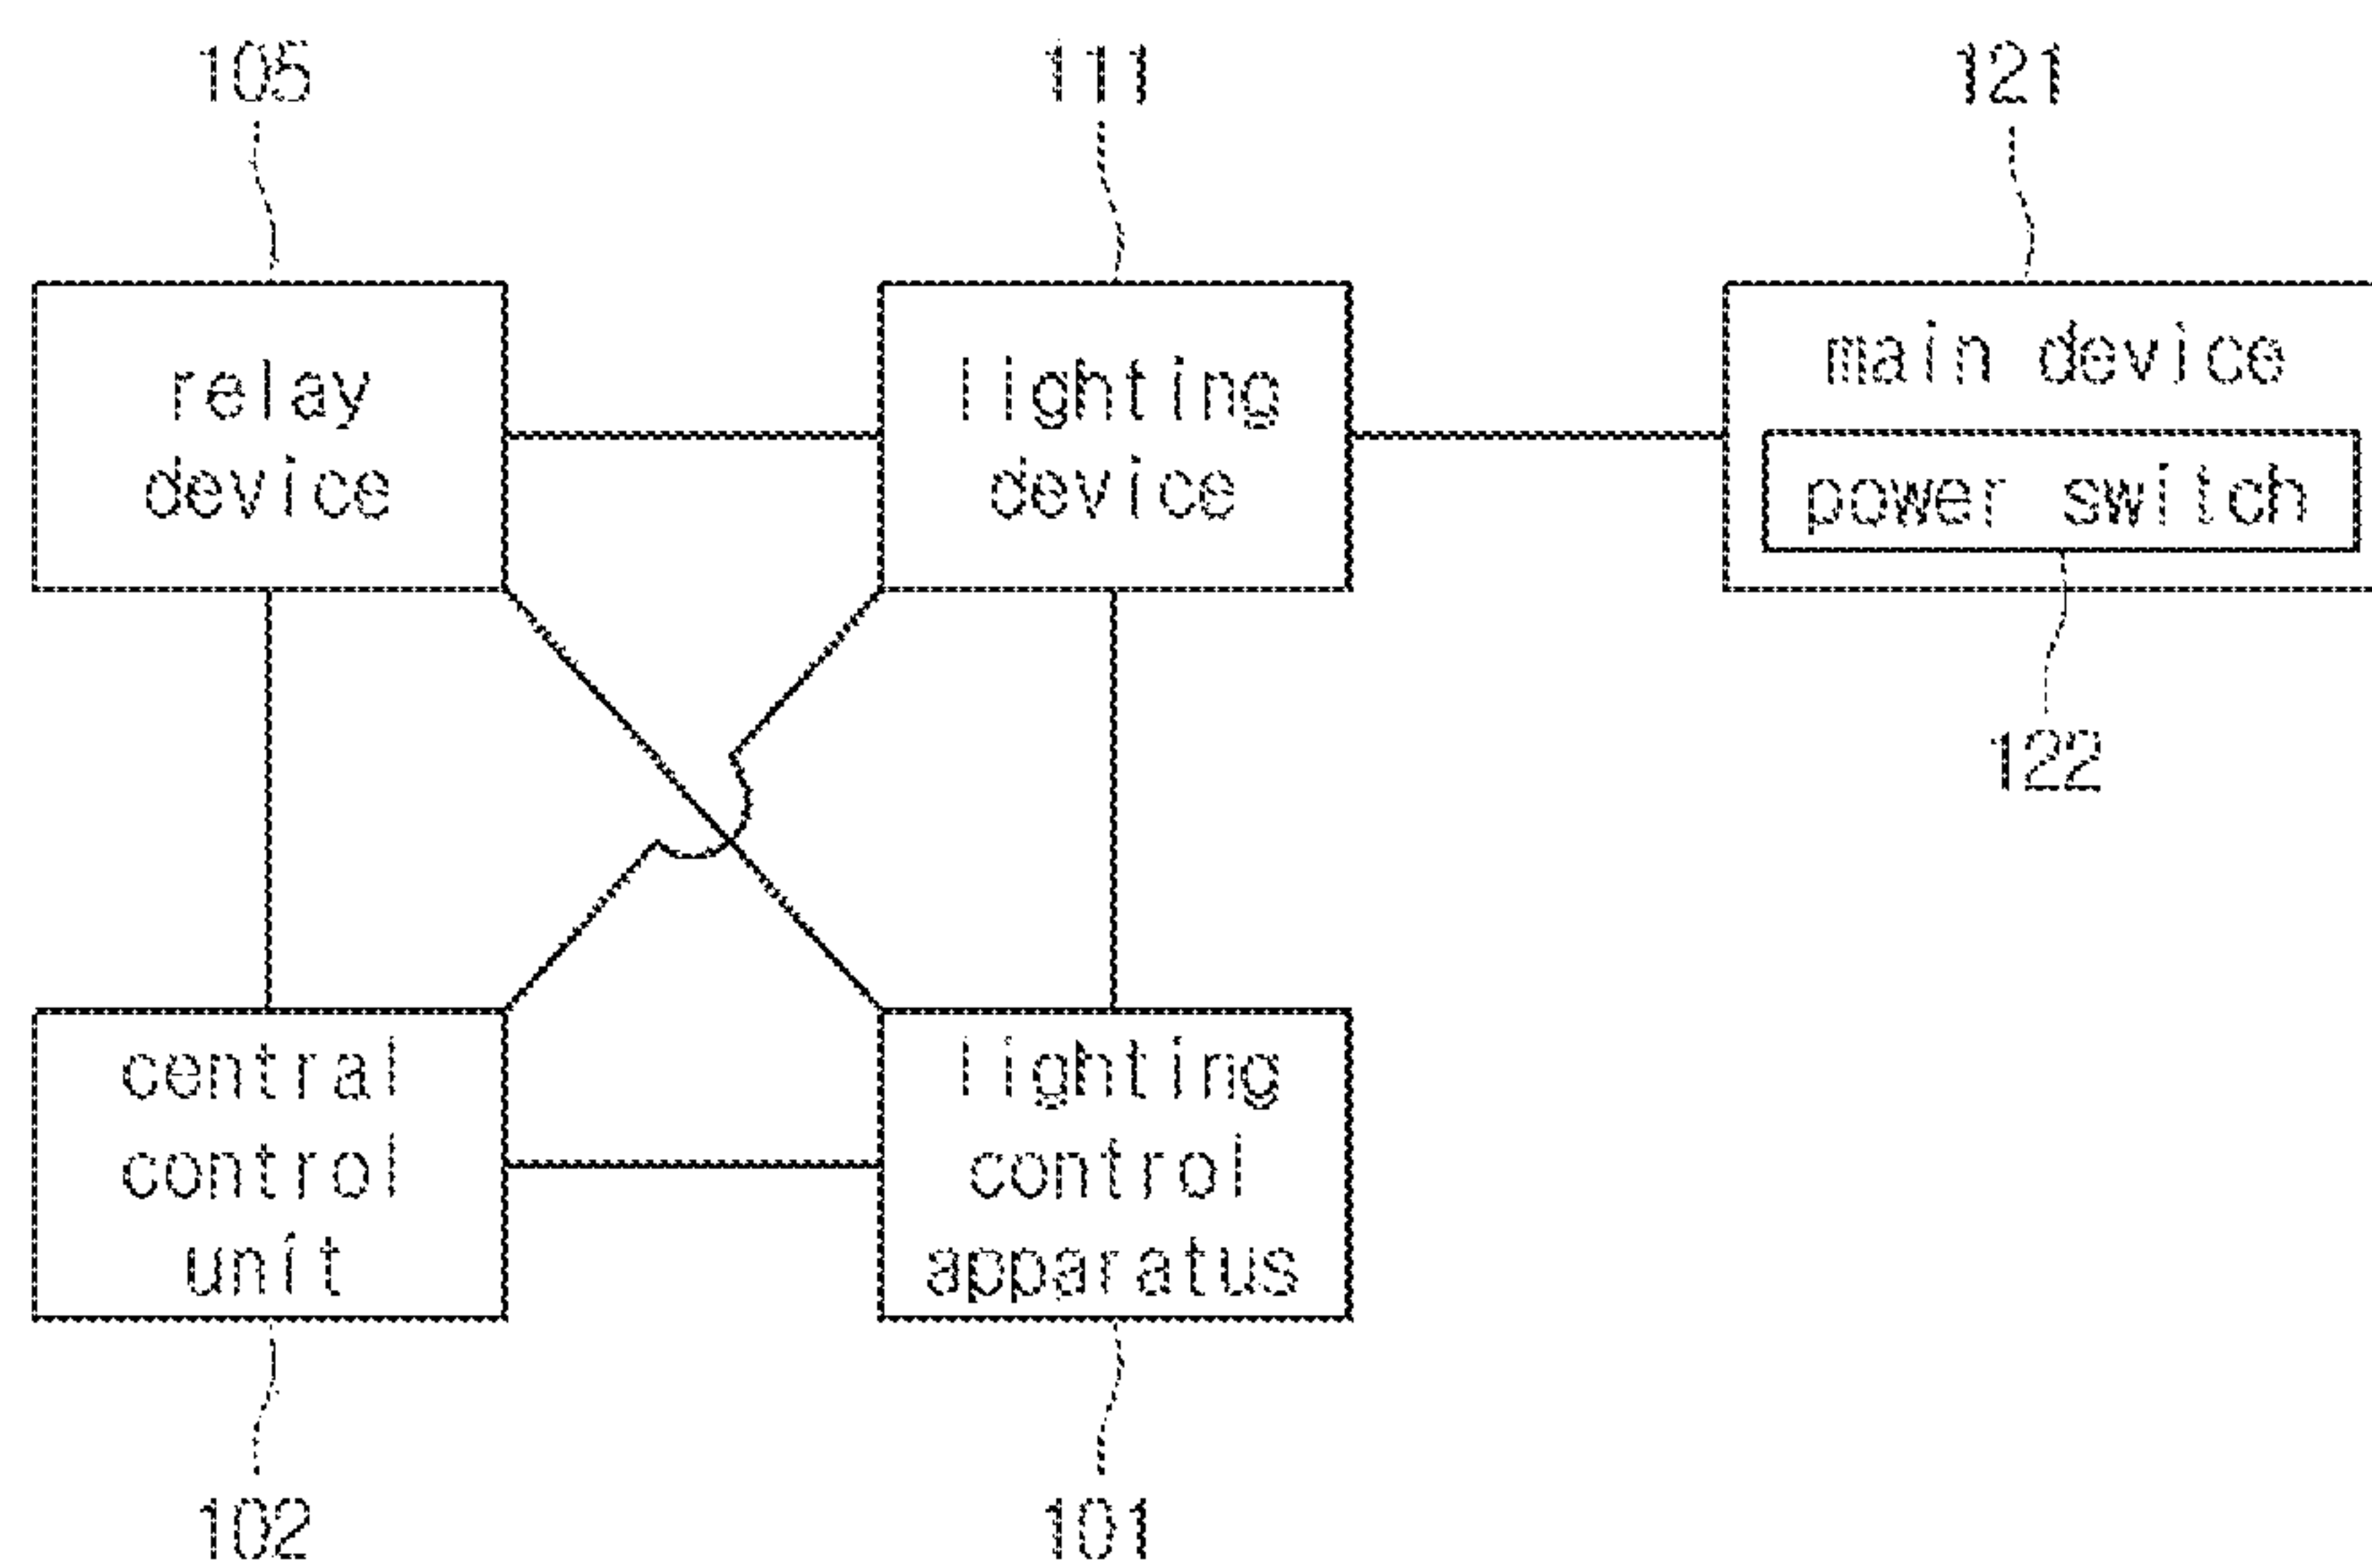 105
111
121
relay
device
lighting
device
main device
power switch
122
central
control
unit
lighting
control
apparatus
102
101